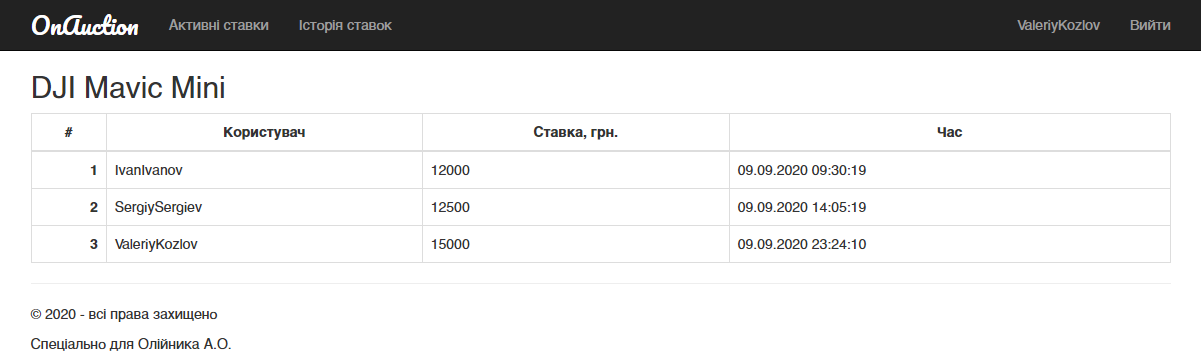 OnAuction Активні ставки Історія ставок ValeriyKozlov Вийти
DJI Mavic Mini
# Користувач Ставка, грн. Час
1 IvanIvanov 12000 09.09.2020 09:30:19
2 SergiySergiev 12500 09.09.2020 14:05:19
3 ValeriyKozlov 15000 09.09.2020 23:24:10
© 2020 - всі права захищено
Спеціально для Олійника А.О.